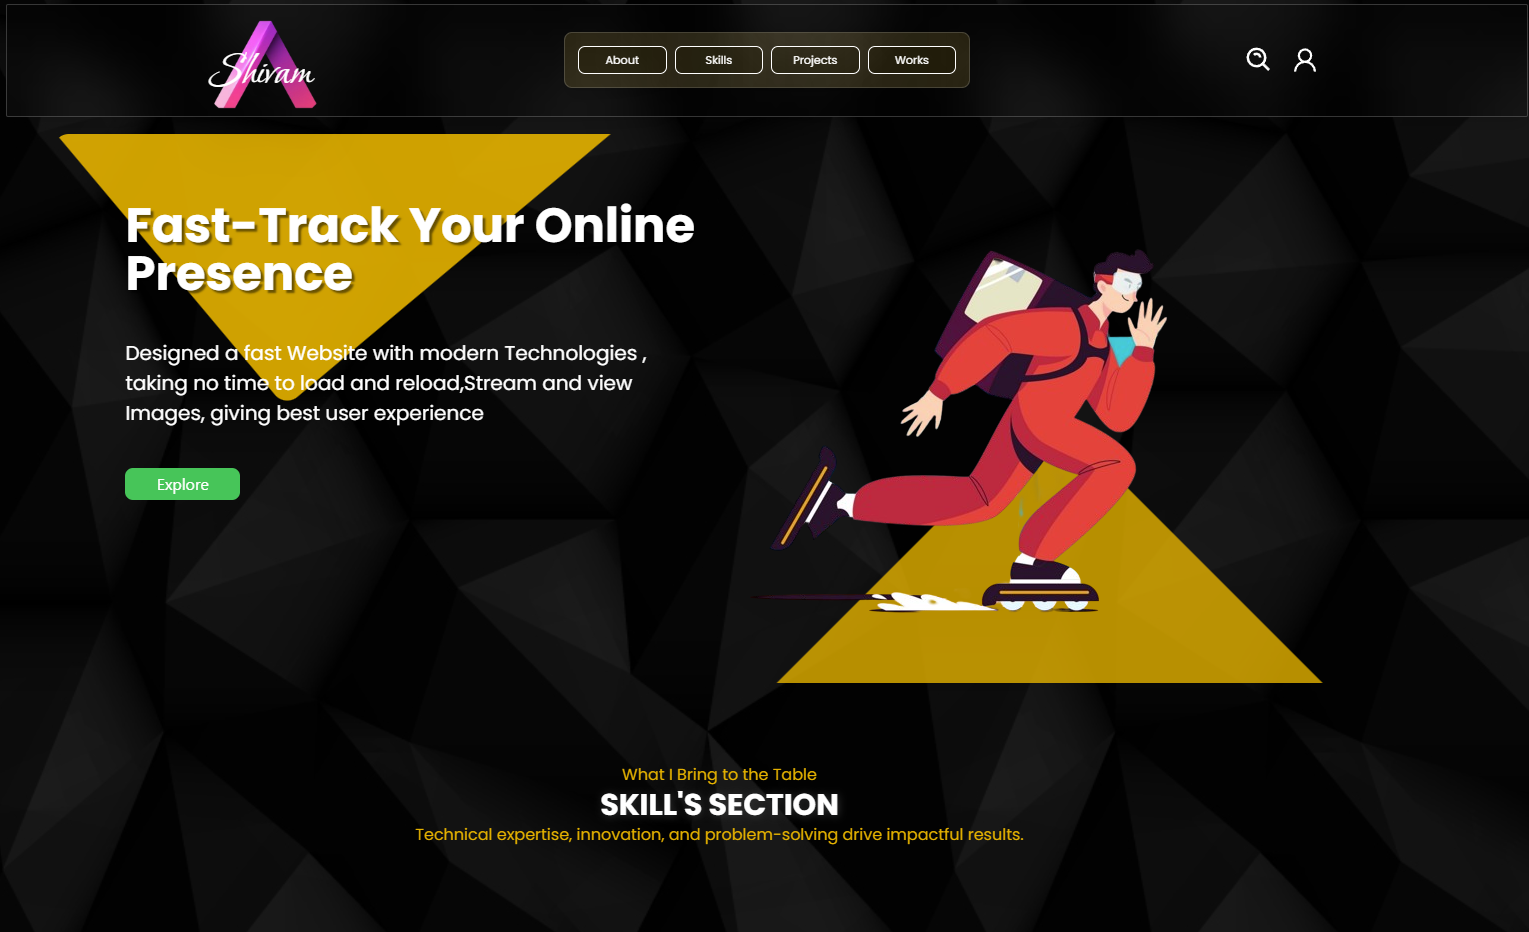 Shivam
About
Skills
Projects
Works
Fast-Track Your Online
Presence
Designed a fast Website with modern Technologies ,
taking no time to load and reload,Stream and view
Images, giving best user experience
Explore
What I Bring to the Table
SKILL'S SECTION
Technical expertise, innovation, and problem-solving drive impactful results.